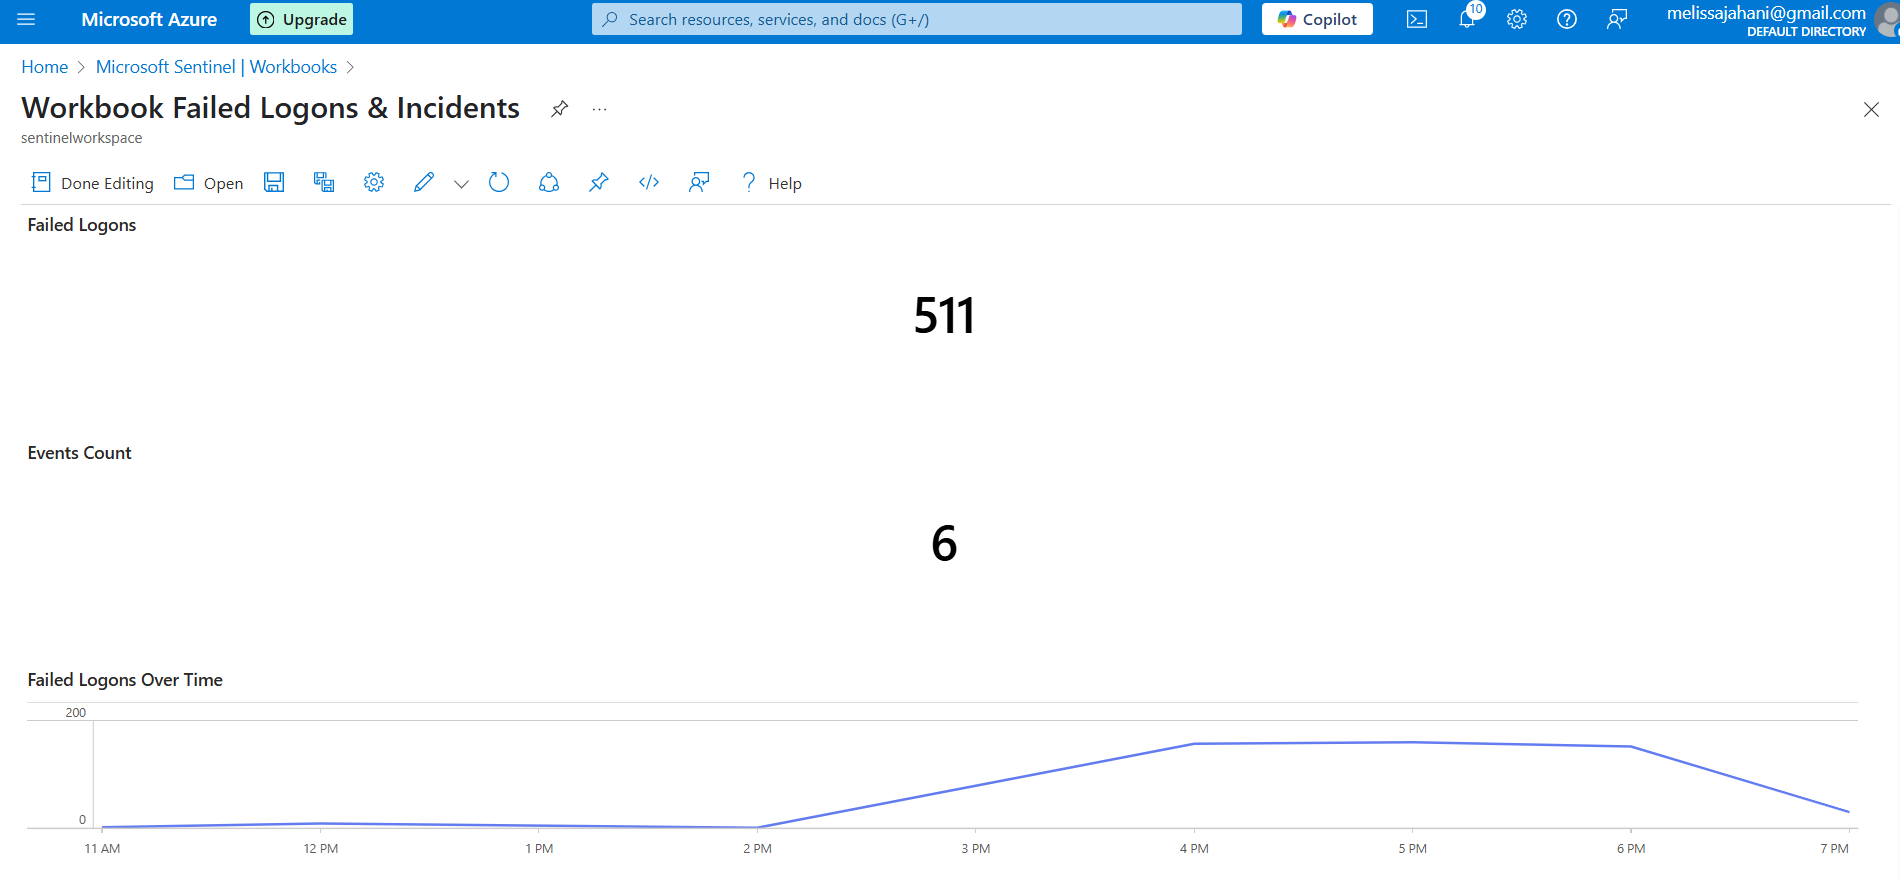 Microsoft Azure Upgrade Search resources, services, and docs (G+/) Copilot 10 melissajahani@gmail.com
DEFAULT DIRECTORY
Home > Microsoft Sentinel | Workbooks >
Workbook Failed Logons & Incidents ...
sentinelworkspace
Done Editing Open </> ? Help
Failed Logons
511
Events Count
6
Failed Logons Over Time
200
0
11 AM 12 PM 1 PM 2 PM 3 PM 4 PM 5 PM 6 PM 7 PM